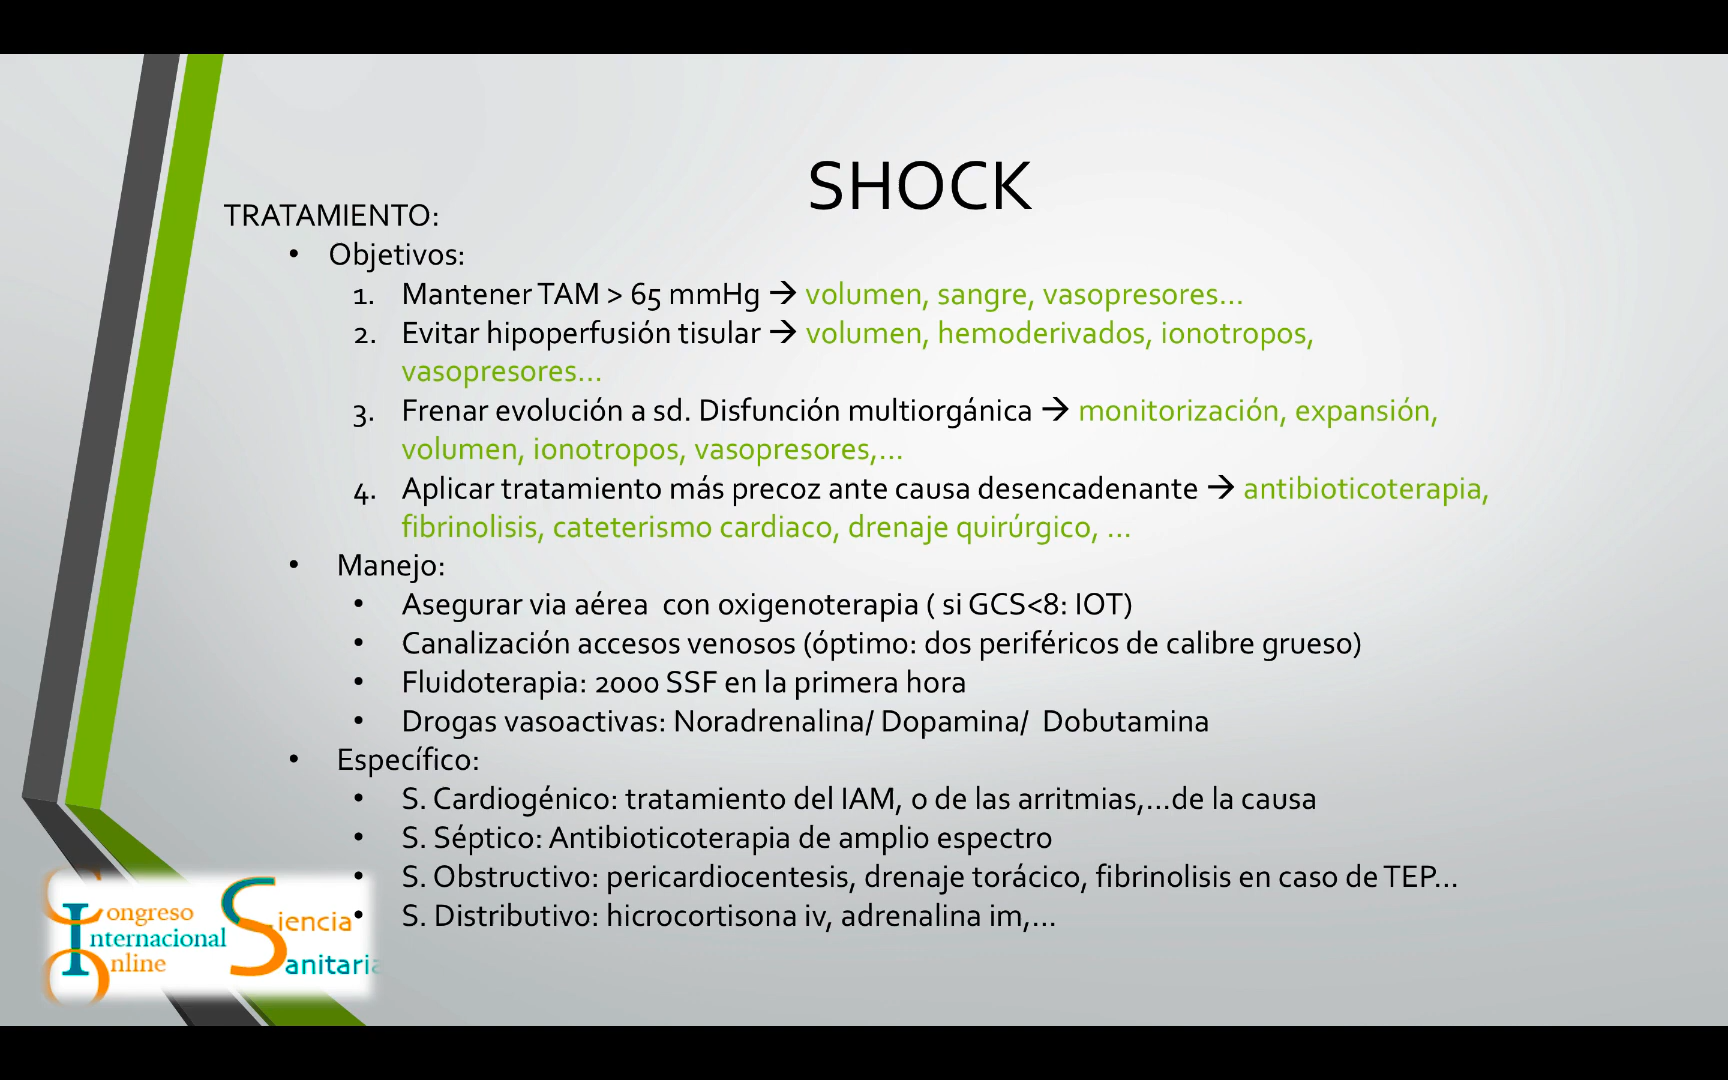 SHOCK
TRATAMIENTO:
• Objetivos:
1. Mantener TAM > 65 mmHg → volumen, sangre, vasopresores...
2. Evitar hipoperfusión tisular → volumen, hemoderivados, ionotropos,
vasopresores...
3. Frenar evolución a sd. Disfunción multiorgánica → monitorización, expansión,
volumen, ionotropos, vasopresores,...
4. Aplicar tratamiento más precoz ante causa desencadenante → antibioticoterapia,
fibrinolisis, cateterismo cardiaco, drenaje quirúrgico, ...
• Manejo:
• Asegurar via aérea con oxigenoterapia ( si GCS<8: IOT)
• Canalización accesos venosos (óptimo: dos periféricos de calibre grueso)
• Fluidoterapia: 2000 SSF en la primera hora
• Drogas vasoactivas: Noradrenalina/ Dopamina/ Dobutamina
• Específico:
• S. Cardiogénico: tratamiento del IAM, o de las arritmias,...de la causa
• S. Séptico: Antibioticoterapia de amplio espectro
• S. Obstructivo: pericardiocentesis, drenaje torácico, fibrinolisis en caso de TEP...
• S. Distributivo: hicrocortisona iv, adrenalina im,...
Congreso
Internacional
Online
Siencia
Sanitaria